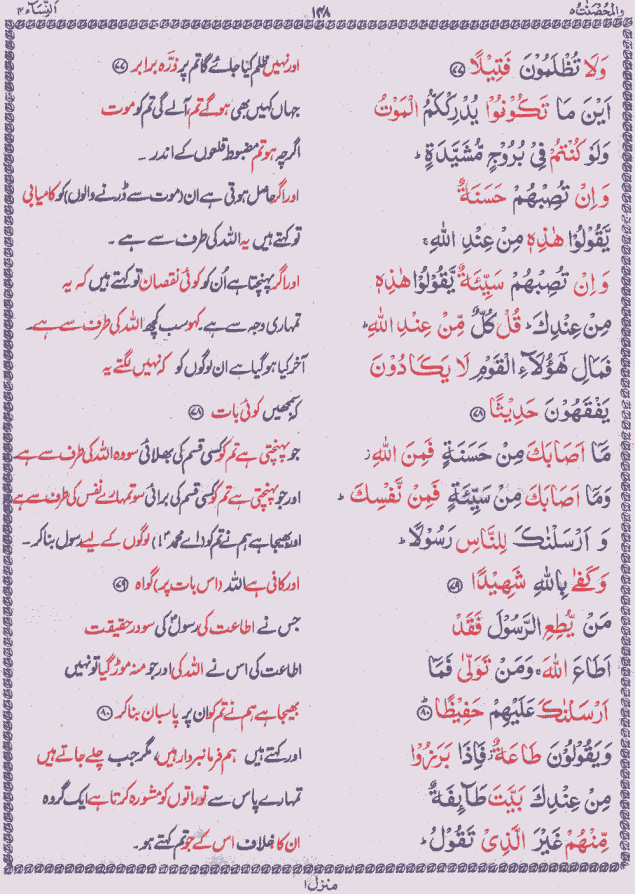 والمحصنٰت ۵
۱۴۸
النسآء ۴
وَلَا تُظْلَمُوْنَ فَتِيْلًا ﴿۷۷﴾
اَيْنَ مَا تَكُوْنُوْا يُدْرِكْكُّمُ الْمَوْتُ
وَلَوْ كُنْتُمْ فِيْ بُرُوْجٍ مُّشَيَّدَةٍ ؕ
وَاِنْ تُصِبْهُمْ حَسَنَةٌ
يَّقُوْلُوْا هٰذِهٖ مِنْ عِنْدِ اللّٰهِ ۚ
وَاِنْ تُصِبْهُمْ سَيِّئَةٌ يَّقُوْلُوْا هٰذِهٖ
مِنْ عِنْدِكَ ؕ قُلْ كُلٌّ مِّنْ عِنْدِ اللّٰهِ ؕ
فَمَالِ هٰٓؤُلَآءِ الْقَوْمِ لَا يَكَادُوْنَ
يَفْقَهُوْنَ حَدِيْثًا ﴿۷۸﴾
مَّآ اَصَابَكَ مِنْ حَسَنَةٍ فَمِنَ اللّٰهِ ز
وَمَآ اَصَابَكَ مِنْ سَيِّئَةٍ فَمِنْ نَّفْسِكَ ؕ
وَ اَرْسَلْنٰكَ لِلنَّاسِ رَسُوْلًا ؕ
وَكَفٰى بِاللّٰهِ شَهِيْدًا ﴿۷۹﴾
مَنْ يُّطِعِ الرَّسُوْلَ فَقَدْ
اَطَاعَ اللّٰهَ ۚ وَمَنْ تَوَلّٰى فَمَآ
اَرْسَلْنٰكَ عَلَيْهِمْ حَفِيْظًا ﴿۸۰﴾
وَيَقُوْلُوْنَ طَاعَةٌ ز فَاِذَا بَرَزُوْا
مِنْ عِنْدِكَ بَيَّتَ طَآىِٕفَةٌ
مِّنْهُمْ غَيْرَ الَّذِيْ تَقُوْلُ ؕ
اور نہیں ظلم کیا جائے گا تم پر ذرّہ برابر ﴿۷۷﴾
جہاں کہیں بھی ہو گے تم آلے گی تم کو موت
اگرچہ ہو تم مضبوط قلعوں کے اندر ۔
اور اگر حاصل ہوتی ہے ان (موت سے ڈرنے والوں) کو کامیابی
تو کہتے ہیں یہ اللہ کی طرف سے ہے ۔
اور اگر پہنچتا ہے اُن کو کوئی نقصان تو کہتے ہیں کہ یہ
تمہاری وجہ سے ہے۔ کہو سب کچھ اللہ کی طرف سے ہے۔
آخر کیا ہو گیا ہے ان لوگوں کو کہ نہیں لگتے یہ
کہ سمجھیں کوئی بات ﴿۷۸﴾
جو پہنچتی ہے تم کو کسی قسم کی بھلائی سو وہ اللہ کی طرف سے ہے
اور جو پہنچتی ہے تم کو کسی قسم کی برائی سو تمہارے نفس کی طرف سے ہے
اور بھیجا ہے ہم نے تم کو (اے محمدؐ!) لوگوں کے لیے رسول بنا کر ۔
اور کافی ہے اللہ (اس بات پر) گواہ ﴿۷۹﴾
جس نے اطاعت کی رسولؐ کی سو درحقیقت
اطاعت کی اس نے اللہ کی اور جو منہ موڑ گیا تو نہیں
بھیجا ہے ہم نے تم کو ان پر پاسبان بنا کر ﴿۸۰﴾
اور کہتے ہیں ہم فرمانبردار ہیں، مگر جب چلے جاتے ہیں
تمہارے پاس سے تو راتوں کو مشورہ کرتا ہے ایک گروہ
ان کا خلاف اس کے جو تم کہتے ہو۔
منزل ۱